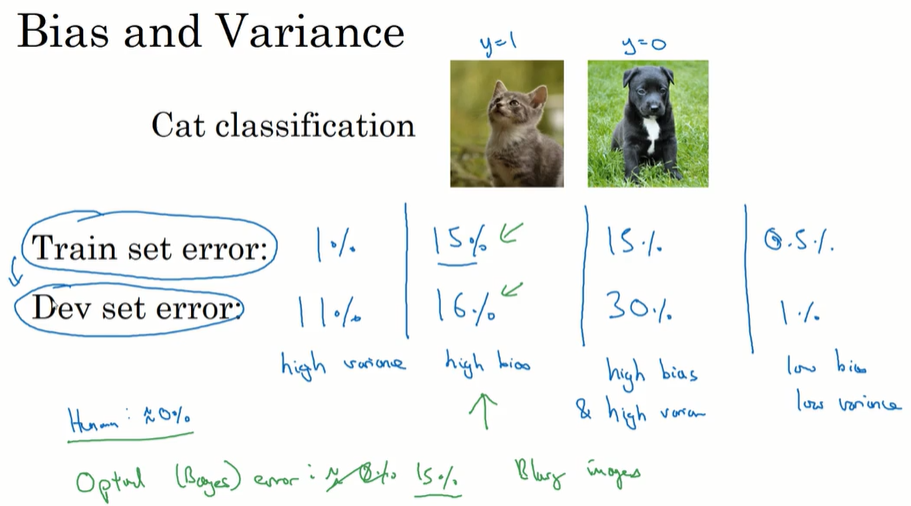 Bias and Variance
y=1 y=0
Cat classification
Train set error: 1% 15% 15% 0.5%
Dev set error: 11% 16% 30% 1%
high variance high bias high bias low bias
& high varian low variance
Human: ≈0%
Optimal (Bayes) error: ≈0% 15% Blurry images